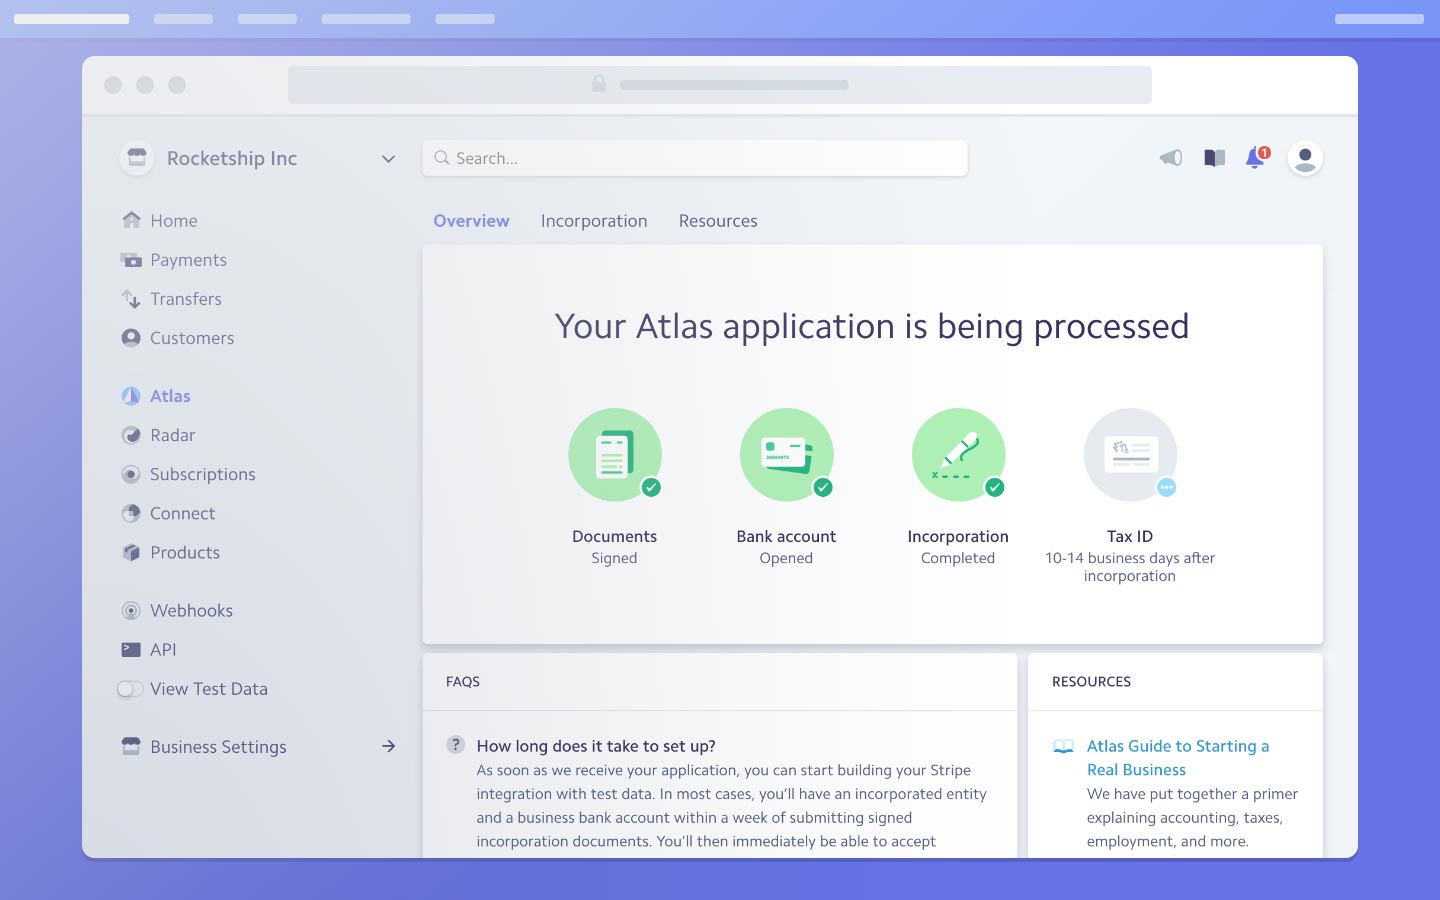 Rocketship Inc
Search...
1
Home
Payments
Transfers
Customers
Atlas
Radar
Subscriptions
Connect
Products
Webhooks
API
View Test Data
Business Settings
Overview Incorporation Resources
Your Atlas application is being processed
Documents
Signed
Bank account
Opened
x
Incorporation
Completed
Tax ID
10-14 business days after
incorporation
FAQS
?
How long does it take to set up?
As soon as we receive your application, you can start building your Stripe
integration with test data. In most cases, you’ll have an incorporated entity
and a business bank account within a week of submitting signed
incorporation documents. You’ll then immediately be able to accept
RESOURCES
Atlas Guide to Starting a
Real Business
We have put together a primer
explaining accounting, taxes,
employment, and more.